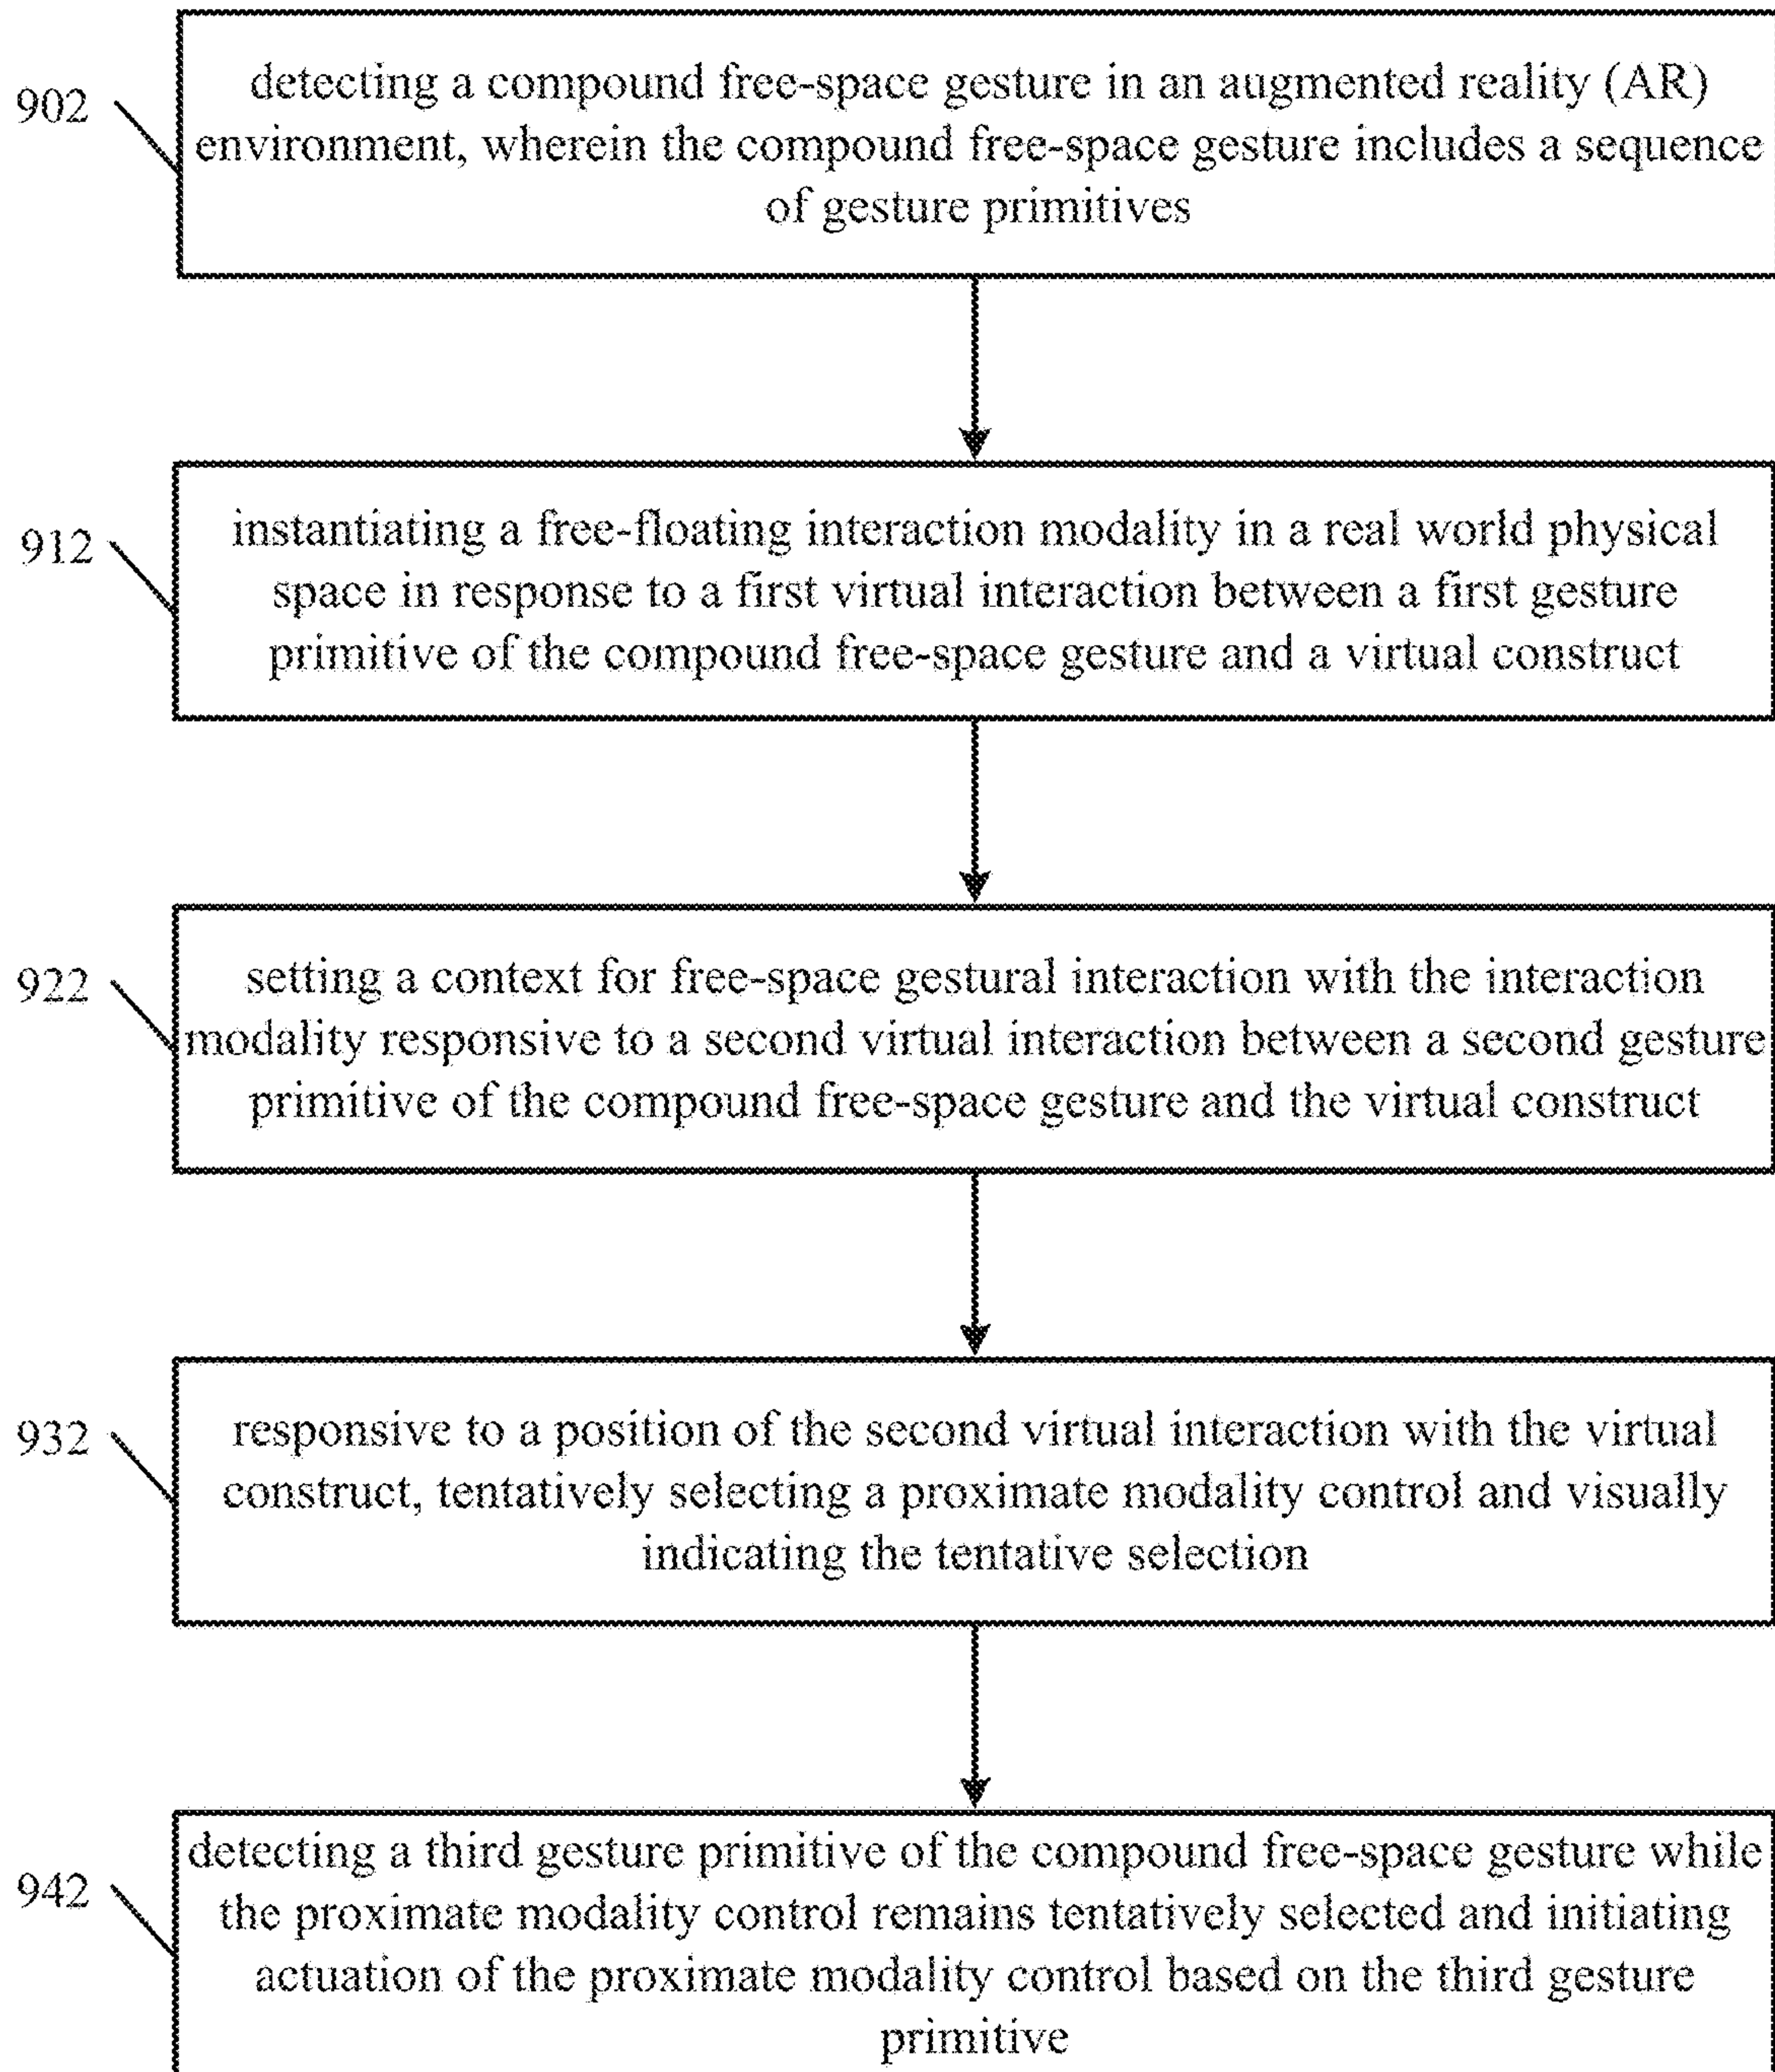 902
detecting a compound free-space gesture in an augmented reality (AR)
environment, wherein the compound free-space gesture includes a sequence
of gesture primitives
912
instantiating a free-floating interaction modality in a real world physical
space in response to a first virtual interaction between a first gesture
primitive of the compound free-space gesture and a virtual construct
922
setting a context for free-space gestural interaction with the interaction
modality responsive to a second virtual interaction between a second gesture
primitive of the compound free-space gesture and the virtual construct
932
responsive to a position of the second virtual interaction with the virtual
construct, tentatively selecting a proximate modality control and visually
indicating the tentative selection
942
detecting a third gesture primitive of the compound free-space gesture while
the proximate modality control remains tentatively selected and initiating
actuation of the proximate modality control based on the third gesture
primitive